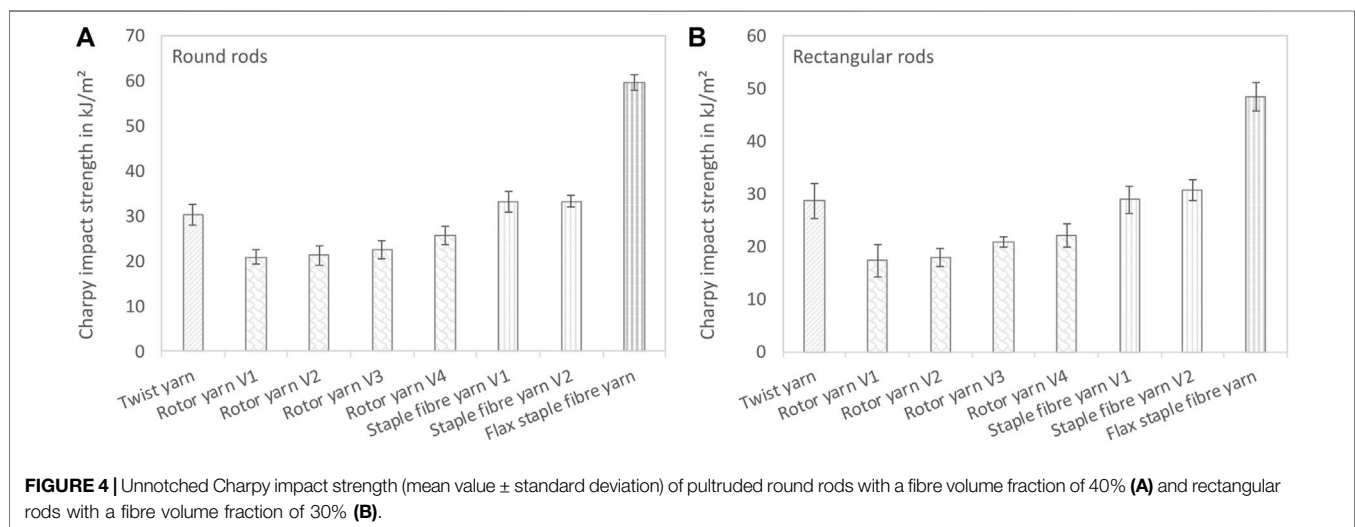 A
Round rods
Charpy impact strength in kJ/m²
70
60
50
40
30
20
10
0
Twist yarn
Rotor yarn V1
Rotor yarn V2
Rotor yarn V3
Rotor yarn V4
Staple fibre yarn V1
Staple fibre yarn V2
Flax staple fibre yarn
B
Rectangular rods
Charpy impact strength in kJ/m²
60
50
40
30
20
10
0
Twist yarn
Rotor yarn V1
Rotor yarn V2
Rotor yarn V3
Rotor yarn V4
Staple fibre yarn V1
Staple fibre yarn V2
Flax staple fibre yarn
FIGURE 4 | Unnotched Charpy impact strength (mean value ± standard deviation) of pultruded round rods with a fibre volume fraction of 40% (A) and rectangular
rods with a fibre volume fraction of 30% (B).